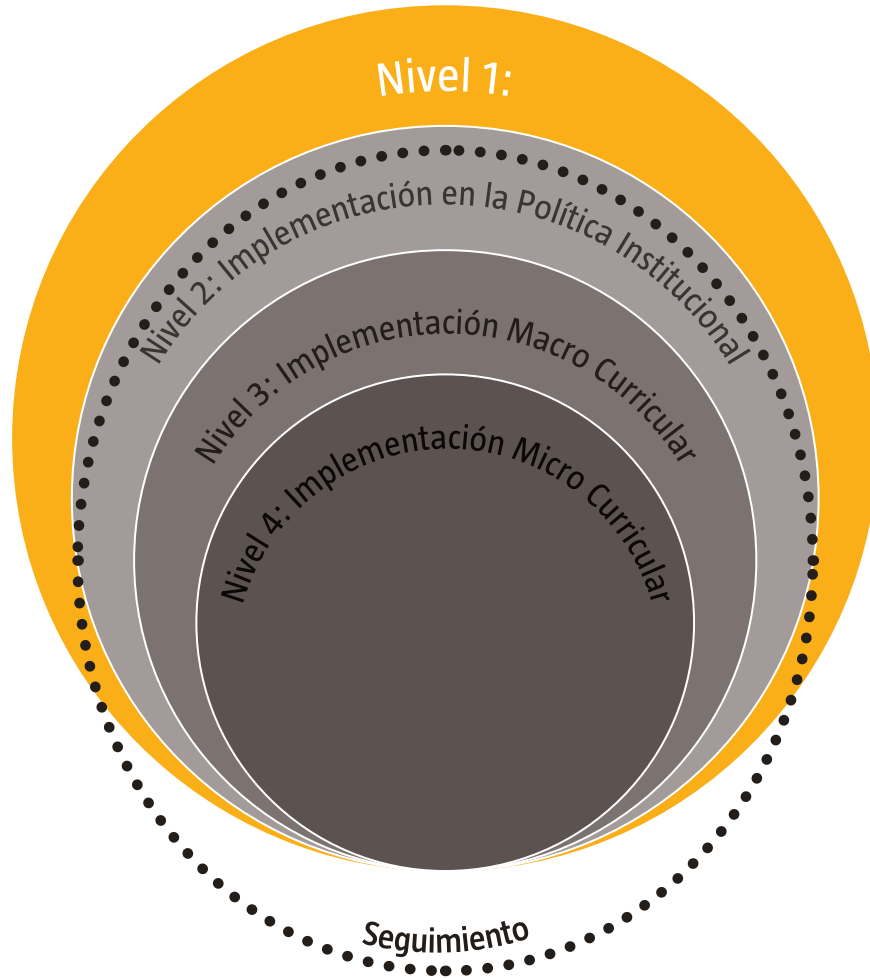 Nivel 1:
Nivel 2: Implementación en la Política Institucional
Nivel 3: Implementación Macro Curricular
Nivel 4: Implementación Micro Curricular
Seguimiento